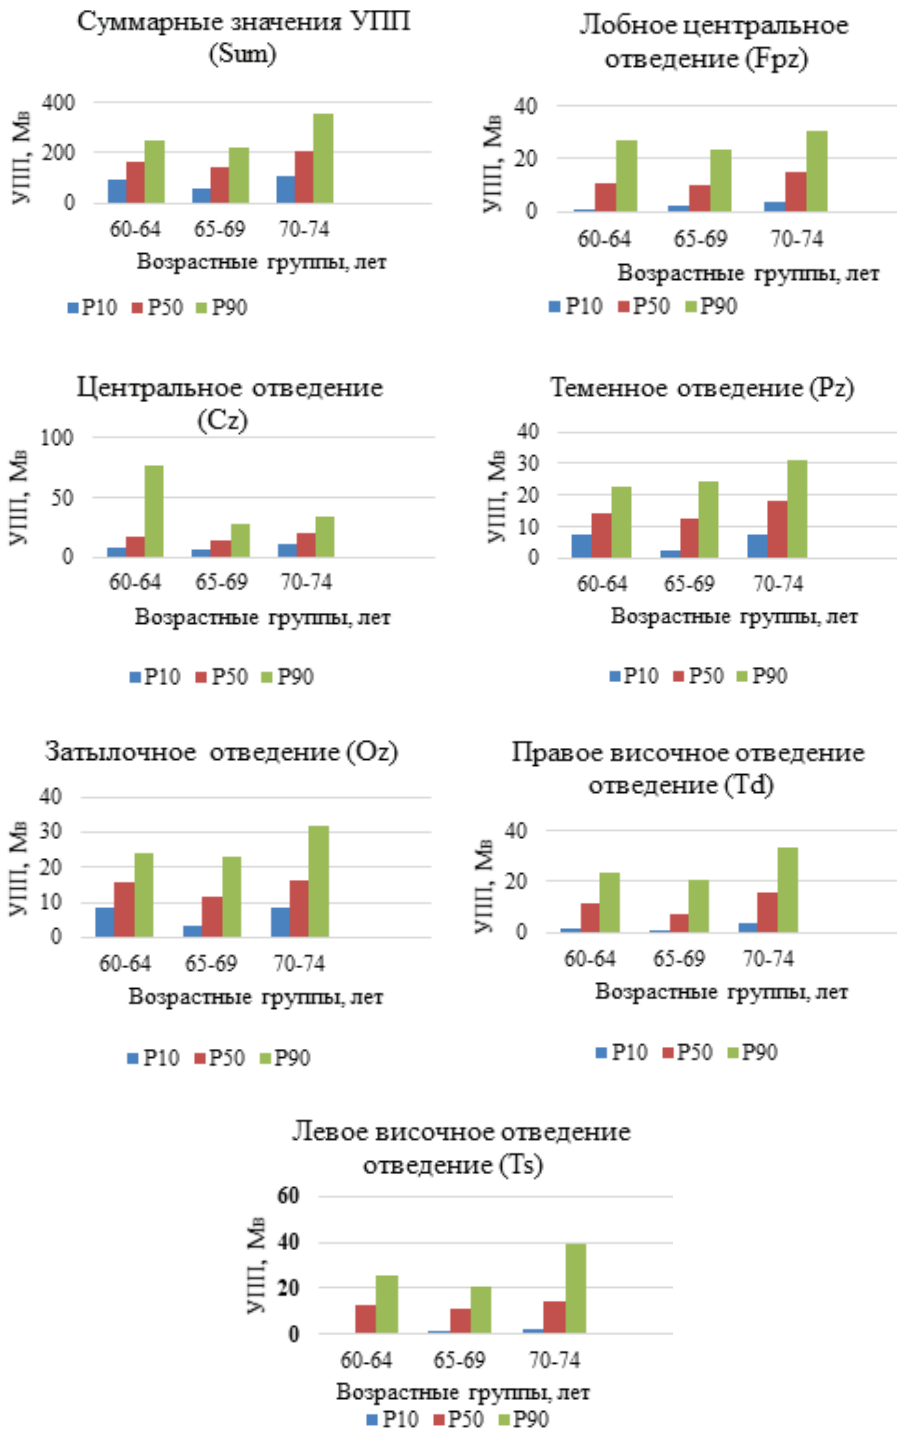 Суммарные значения УПП
(Sum)
УПП, Мв
400
200
0
60-64 65-69 70-74
Возрастные группы, лет
P10 P50 P90
Лобное центральное
отведение (Fpz)
УПП, Мв
40
20
0
60-64 65-69 70-74
Возрастные группы, лет
P10 P50 P90
Центральное отведение
(Cz)
УПП, Мв
100
50
0
60-64 65-69 70-74
Возрастные группы, лет
P10 P50 P90
Теменное отведение (Pz)
УПП, Мв
40
30
20
10
0
60-64 65-69 70-74
Возрастные группы, лет
P10 P50 P90
Затылочное отведение (Oz)
УПП, Мв
40
30
20
10
0
60-64 65-69 70-74
Возрастные группы, лет
P10 P50 P90
Правое височное отведение
отведение (Td)
УПП, Мв
40
20
0
60-64 65-69 70-74
Возрастные группы, лет
P10 P50 P90
Левое височное отведение
отведение (Ts)
УПП, Мв
60
40
20
0
60-64 65-69 70-74
Возрастные группы, лет
P10 P50 P90